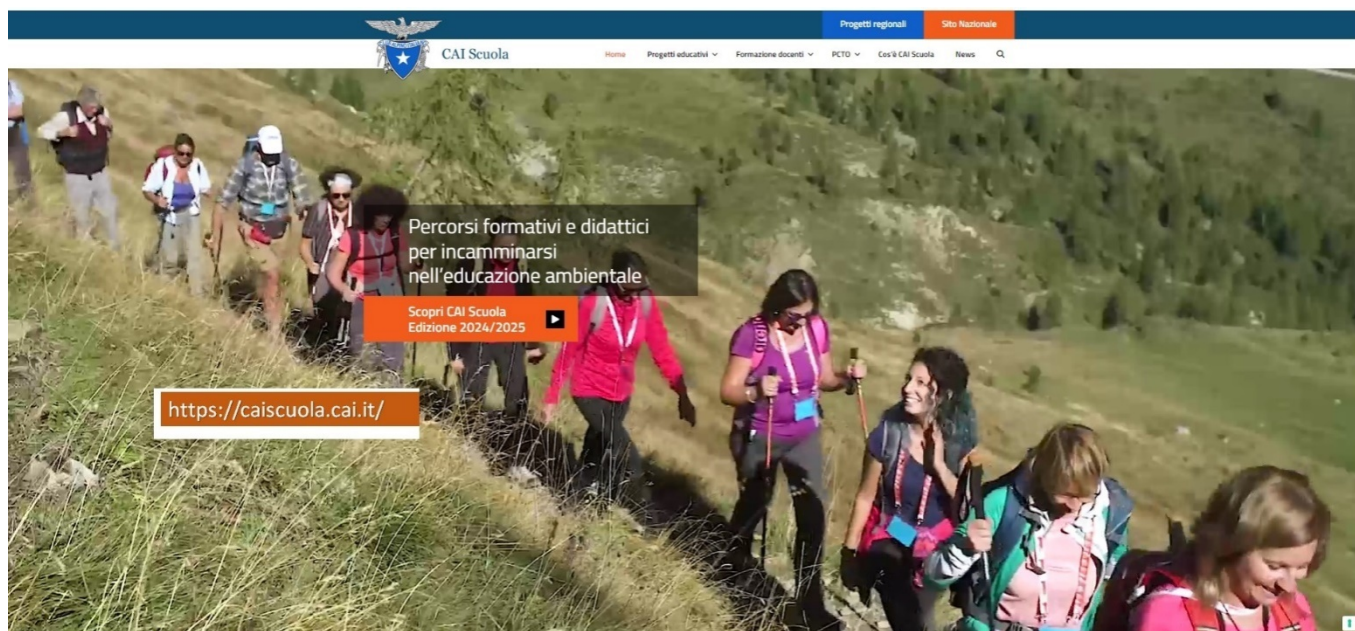 Progetti regionali
Sito Nazionale
CAI Scuola
Home
Progetti educativi
Formazione docenti
PCTO
Cos'è CAI Scuola
News
Percorsi formativi e didattici
per incamminarsi
nell'educazione ambientale
Scopri CAI Scuola
Edizione 2024/2025
https://caiscuola.cai.it/